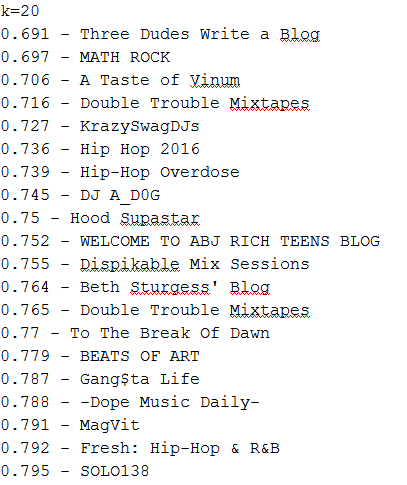 k=20
0.691 - Three Dudes Write a Blog
0.697 - MATH ROCK
0.706 - A Taste of Vinum
0.716 - Double Trouble Mixtapes
0.727 - KrazySwagDJs
0.736 - Hip Hop 2016
0.739 - Hip-Hop Overdose
0.745 - DJ A_D0G
0.75 - Hood Supastar
0.752 - WELCOME TO ABJ RICH TEENS BLOG
0.755 - Dispikable Mix Sessions
0.764 - Beth Sturgess' Blog
0.765 - Double Trouble Mixtapes
0.77 - To The Break Of Dawn
0.779 - BEATS OF ART
0.787 - Gang$ta Life
0.788 - -Dope Music Daily-
0.791 - MagVit
0.792 - Fresh: Hip-Hop & R&B
0.795 - SOLO138